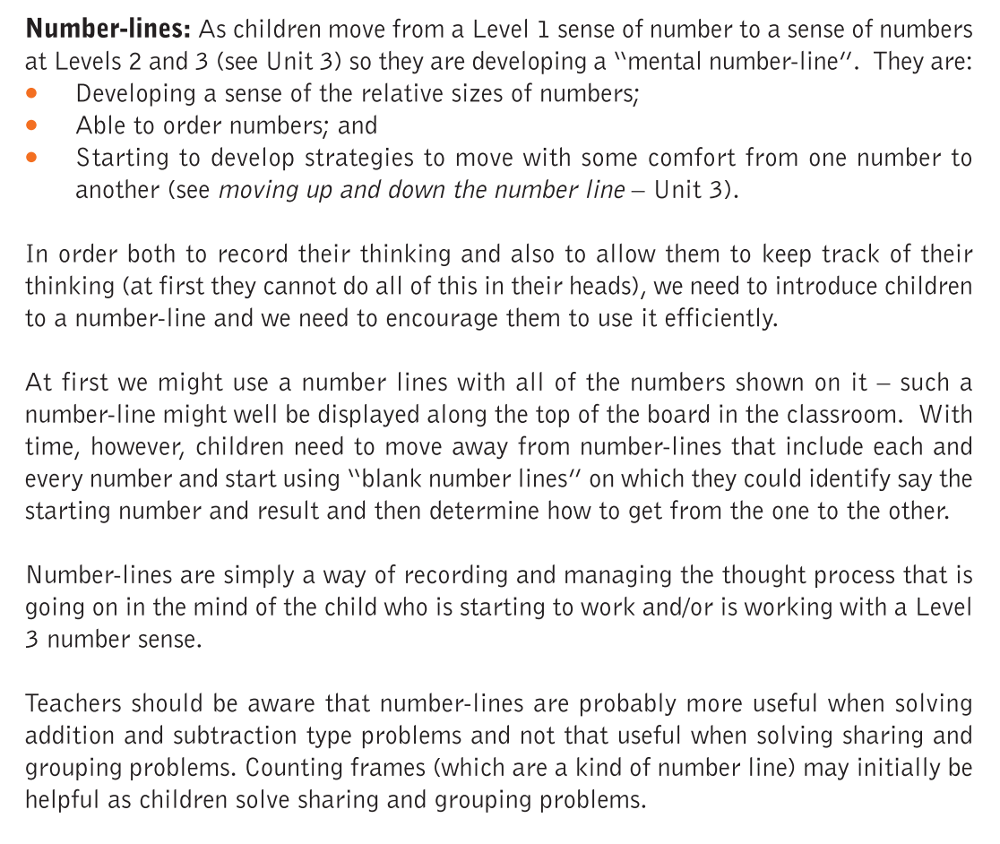 Number-lines: As children move from a Level 1 sense of number to a sense of numbers
at Levels 2 and 3 (see Unit 3) so they are developing a “mental number-line”.  They are:
• Developing a sense of the relative sizes of numbers;
• Able to order numbers; and
• Starting to develop strategies to move with some comfort from one number to
another (see moving up and down the number line – Unit 3).
In order both to record their thinking and also to allow them to keep track of their
thinking (at first they cannot do all of this in their heads), we need to introduce children
to a number-line and we need to encourage them to use it efficiently.
At first we might use a number lines with all of the numbers shown on it – such a
number-line might well be displayed along the top of the board in the classroom.  With
time, however, children need to move away from number-lines that include each and
every number and start using “blank number lines” on which they could identify say the
starting number and result and then determine how to get from the one to the other.
Number-lines are simply a way of recording and managing the thought process that is
going on in the mind of the child who is starting to work and/or is working with a Level
3 number sense.
Teachers should be aware that number-lines are probably more useful when solving
addition and subtraction type problems and not that useful when solving sharing and
grouping problems. Counting frames (which are a kind of number line) may initially be
helpful as children solve sharing and grouping problems.